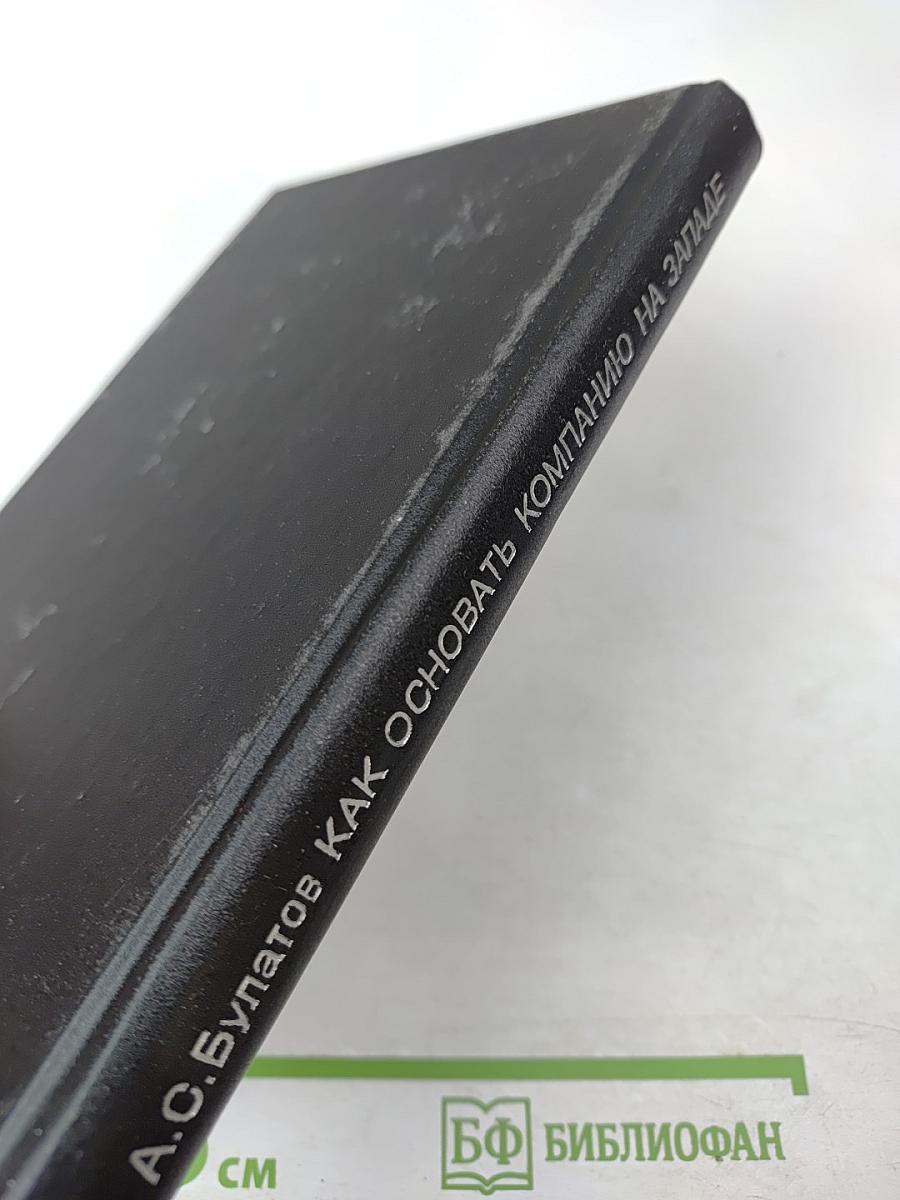 А.С.Булатов КАК ОСНОВАТЬ КОМПАНИЮ НА ЗАПАДЕ
см
БФ БИБЛИОФАН